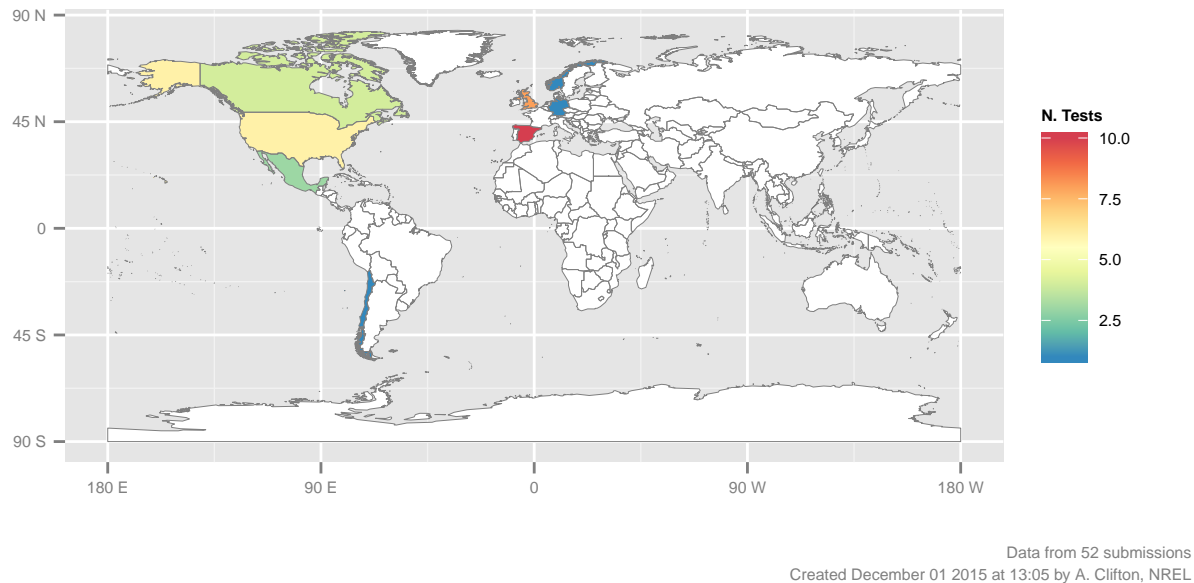 90 N
45 N
0
45 S
90 S
180 E
90 E
0
90 W
180 W
N. Tests
10.0
7.5
5.0
2.5
Data from 52 submissions
Created December 01 2015 at 13:05 by A. Clifton, NREL